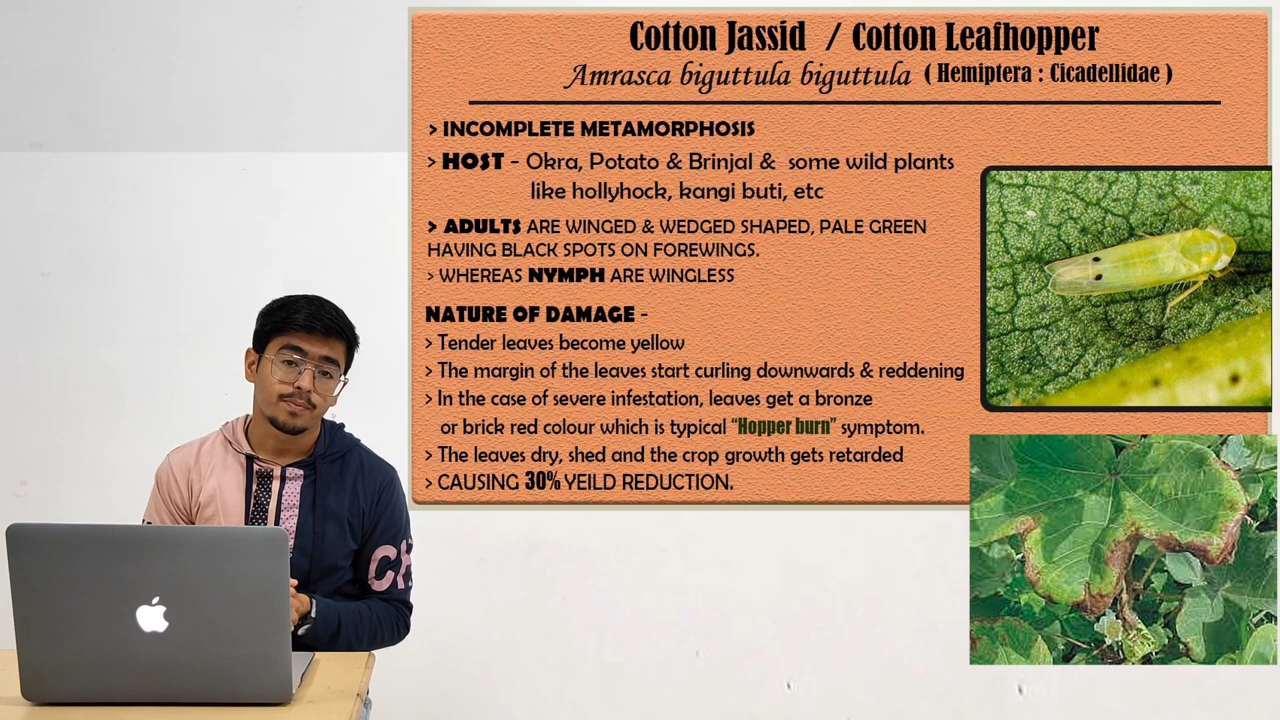 Cotton Jassid / Cotton Leafhopper
Amrasca biguttula biguttula ( Hemiptera : Cicadellidae )
> INCOMPLETE METAMORPHOSIS
> HOST - Okra, Potato & Brinjal & some wild plants
like hollyhock, kangi buti, etc
> ADULTS ARE WINGED & WEDGED SHAPED, PALE GREEN
HAVING BLACK SPOTS ON FOREWINGS.
> WHEREAS NYMPH ARE WINGLESS
NATURE OF DAMAGE -
> Tender leaves become yellow
> The margin of the leaves start curling downwards & reddening
> In the case of severe infestation, leaves get a bronze
or brick red colour which is typical “Hopper burn” symptom.
> The leaves dry, shed and the crop growth gets retarded
> CAUSING 30% YEILD REDUCTION.
CH